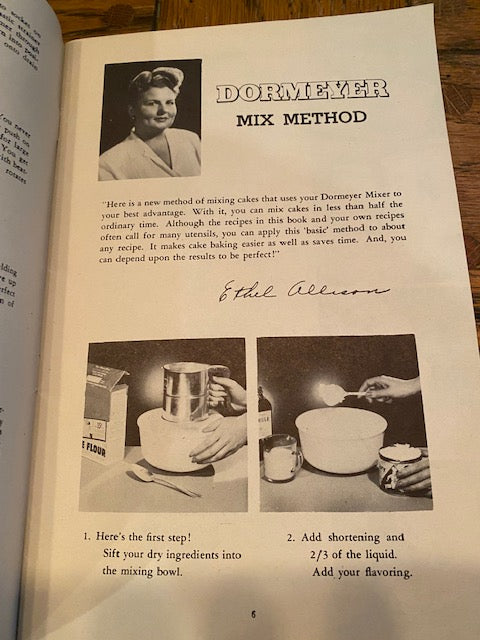 DORMEYER
MIX METHOD
"Here is a new method of mixing cakes that uses your Dormeyer Mixer to
your best advantage. With it, you can mix cakes in less than half the
ordinary time. Although the recipes in this book and your own recipes
often call for many utensils, you can apply this 'basic' method to about
any recipe. It makes cake baking easier as well as saves time. And, you
can depend upon the results to be perfect!"
Ethel Allison
FLOUR
1. Here's the first step!
Sift your dry ingredients into
the mixing bowl.
2. Add shortening and
2/3 of the liquid.
Add your flavoring.
6